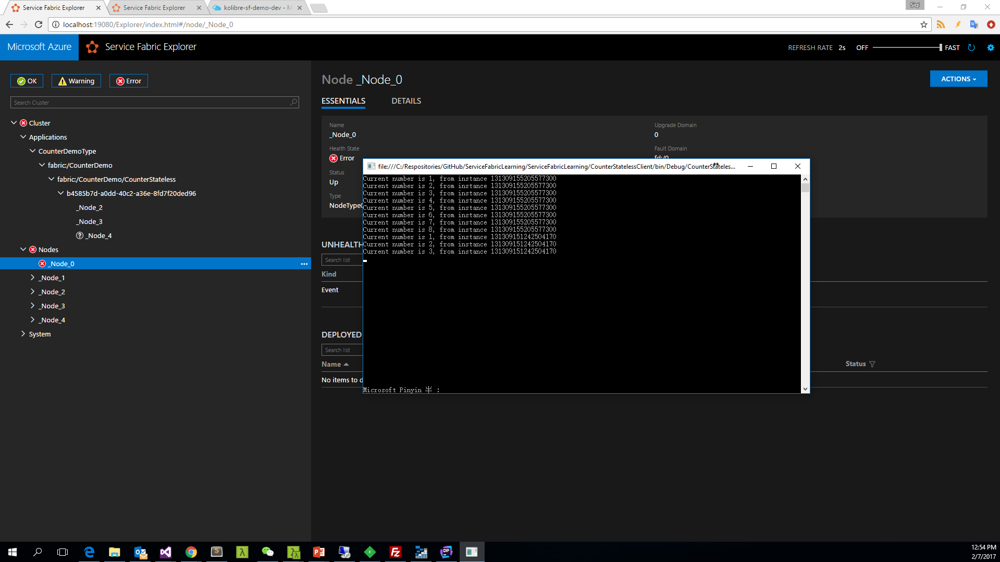 Service Fabric Explorer
Service Fabric Explorer
kolibre-sf-demo-dev - M
Siqi
localhost:19080/Explorer/index.html#/node/_Node_0
Microsoft Azure
Service Fabric Explorer
REFRESH RATE 2s OFF FAST
OK
Warning
Error
Search Cluster
Cluster
Applications
CounterDemoType
fabric:/CounterDemo
fabric:/CounterDemo/CounterStateless
b4585b7d-a0dd-40c2-a36e-8fd7f20ded96
_Node_2
_Node_3
_Node_4
Nodes
_Node_0
_Node_1
_Node_2
_Node_3
_Node_4
System
Node _Node_0
ACTIONS
ESSENTIALS
DETAILS
Name
_Node_0
Upgrade Domain
0
Health State
Error
Fault Domain
fd:/0
Status
Up
Type
NodeType0
UNHEALTH
Search list
Kind
Event
DEPLOYED
Search list
Name
Status
No items to d
file:///C:/Respositories/GitHub/ServiceFabricLearning/ServiceFabricLearning/CounterStatelessClient/bin/Debug/CounterStateles...
Current number is 1, from instance 131309155205577300
Current number is 2, from instance 131309155205577300
Current number is 3, from instance 131309155205577300
Current number is 4, from instance 131309155205577300
Current number is 5, from instance 131309155205577300
Current number is 6, from instance 131309155205577300
Current number is 7, from instance 131309155205577300
Current number is 8, from instance 131309155205577300
Current number is 1, from instance 131309151242504170
Current number is 2, from instance 131309151242504170
Current number is 3, from instance 131309151242504170
Microsoft Pinyin 半 :
12:54 PM
2/7/2017